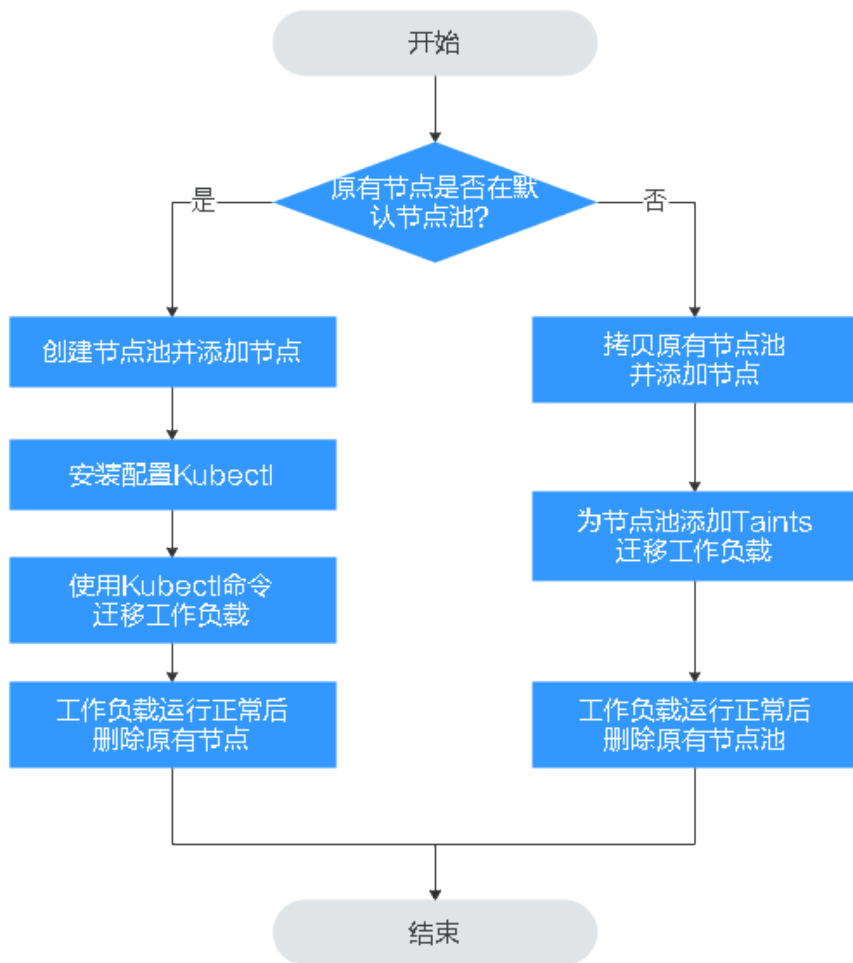 开始
原有节点是否在默
认节点池?
是
否
创建节点池并添加节点
安装配置Kubectl
使用Kubectl命令
迁移工作负载
工作负载运行正常后
删除原有节点
拷贝原有节点池
并添加节点
为节点池添加Taints
迁移工作负载
工作负载运行正常后
删除原有节点池
结束